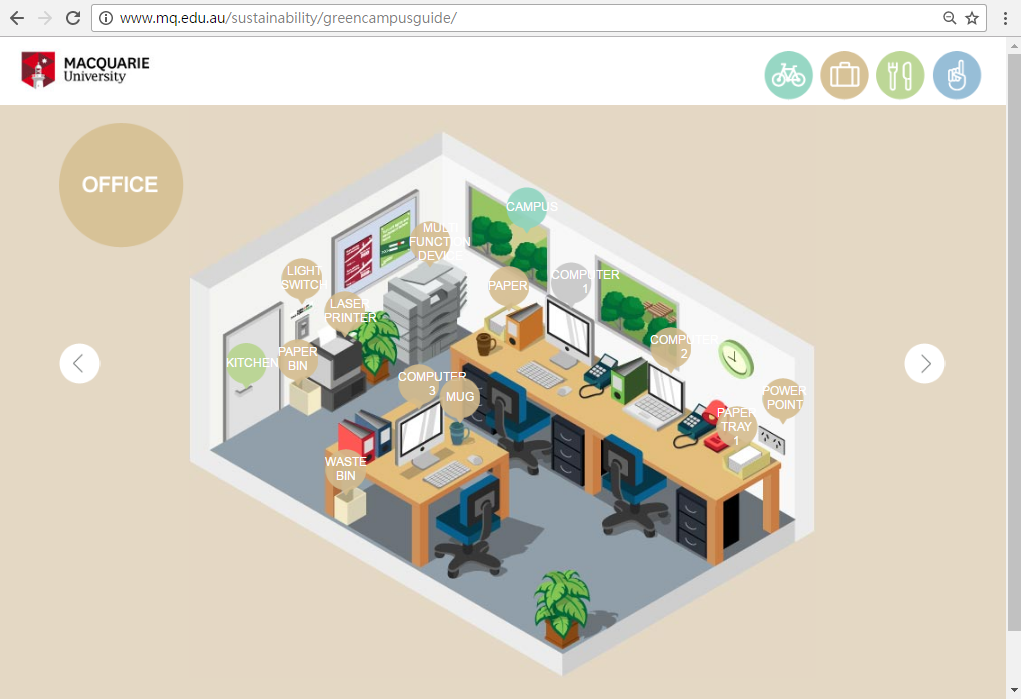 www.mq.edu.au/sustainability/greencampusguide/
MACQUARIE
University
OFFICE
CAMPUS
MULTI
FUNCTION
DEVICE
LIGHT
SWITCH
COMPUTER
1
PAPER
LASER
PRINTER
COMPUTER
2
KITCHEN
PAPER
BIN
COMPUTER
3
MUG
POWER
POINT
PAPER
TRAY
1
WASTE
BIN